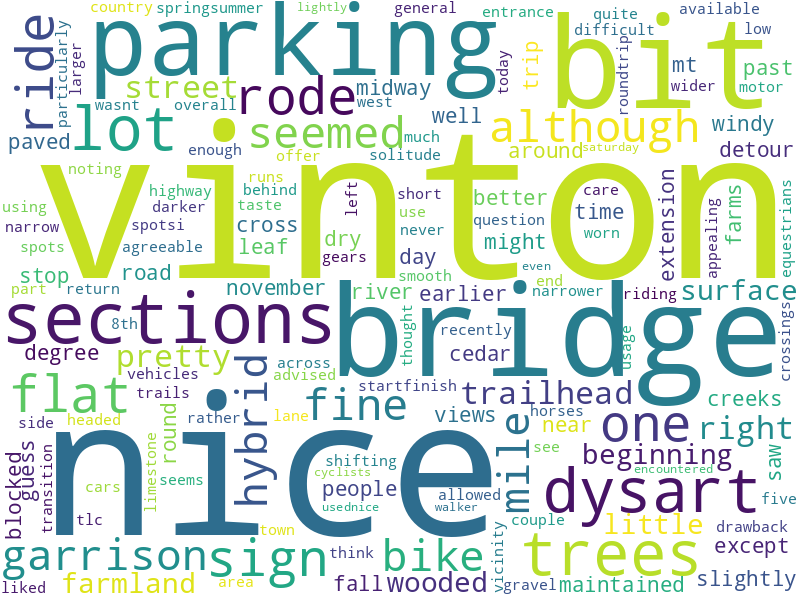 country springsummer lightly general entrance quite available
difficult low
ride particularly larger parking today trip bit roundtrip mt past
street rode midway wider motor
wasnt overall west well although windy
paved lot seemed much around saturday detour
enough offer solitude
noting vinton runs
highway behind left short care better extension appealing farms equestrians
using darker taste use question time
narrow spotsi cross never worn might
spots agreeable leaf dry gears day
stop road smooth even end
part return november river earlier narrower riding surface
sections 8th bridge crossings
degree pretty across thought recently cedar usage
vehicles advised
flat trails startfinish trailhead creeks
side headed rather round hybrid lane fine views horses one right
nice mile near beginning
blocked guess transition cars limestone seems shifting see saw
cyclists encountered
tlc people allowed dysart five
usednice walker
town couple little drawback
garrison sign think bike vicinity trees except
liked farmland area fall wooded gravel maintained slightly